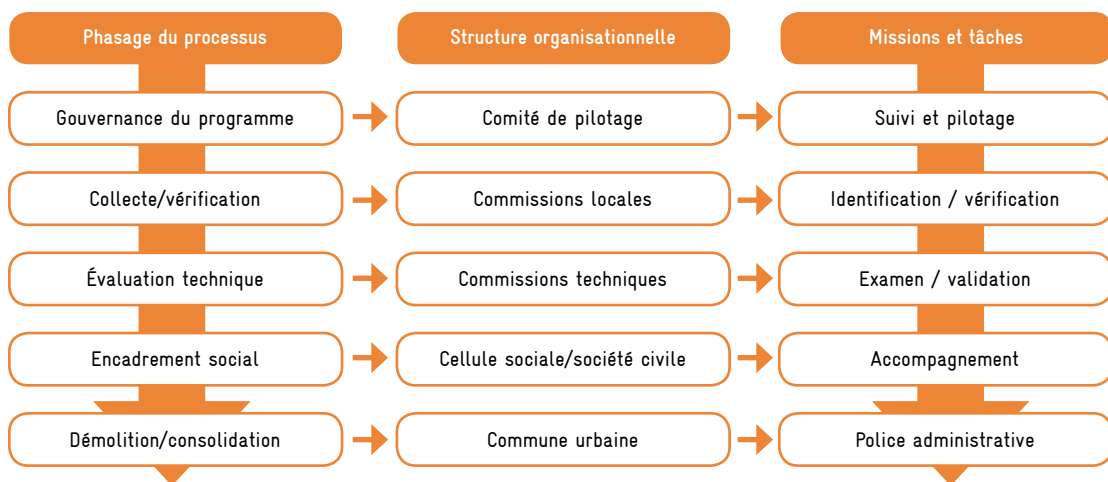 Phasage du processus
Structure organisationnelle
Missions et tâches
Gouvernance du programme
Comité de pilotage
Suivi et pilotage
Collecte/vérification
Commissions locales
Identification / vérification
Évaluation technique
Commissions techniques
Examen / validation
Encadrement social
Cellule sociale/société civile
Accompagnement
Démolition/consolidation
Commune urbaine
Police administrative